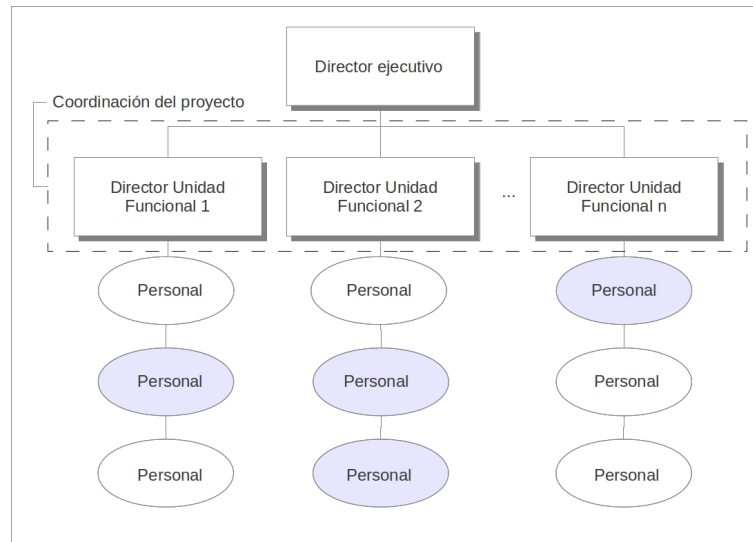 Director ejecutivo
Coordinación del proyecto
Director Unidad
Funcional 1
Director Unidad
Funcional 2
...
Director Unidad
Funcional n
Personal
Personal
Personal
Personal
Personal
Personal
Personal
Personal
Personal